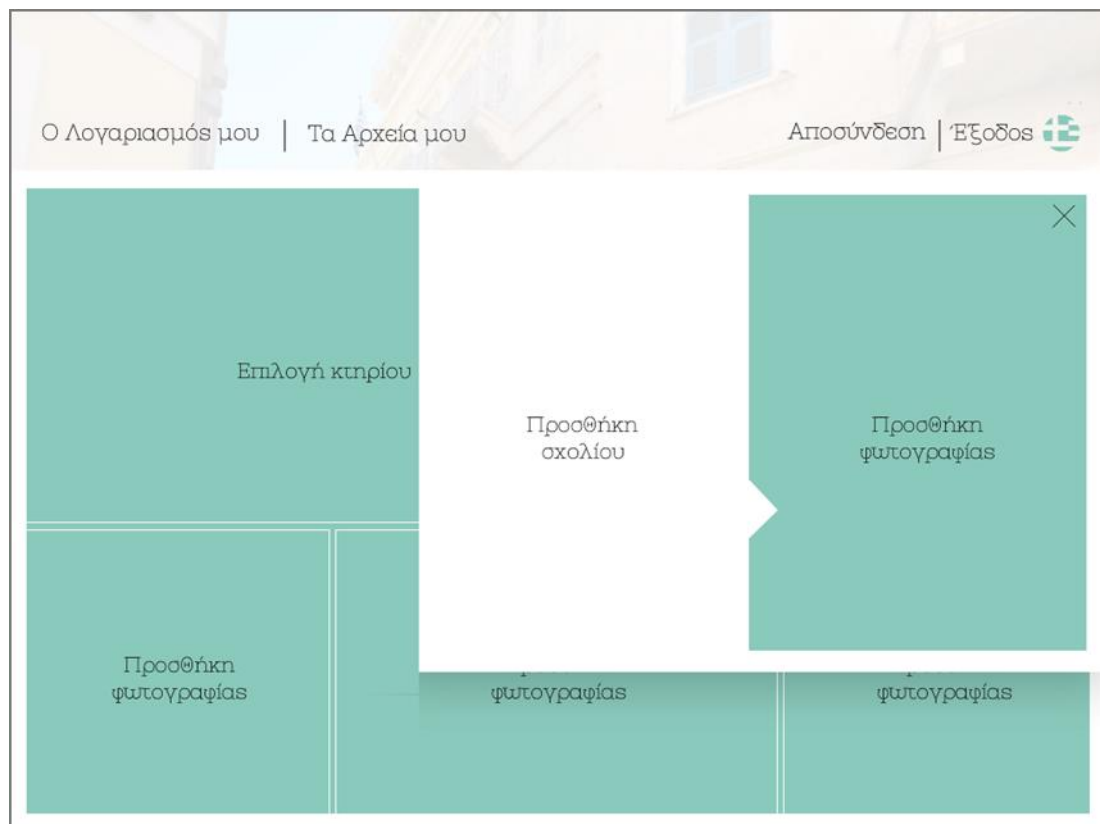 Ο Λογαριασμός μου | Τα Αρχεία μου
Αποσύνδεση | Έξοδος
Επιλογή κτηρίου
Προσθήκη
σχολίου
Προσθήκη
φωτογραφίας
Προσθήκη
φωτογραφίας
φωτογραφίας
φωτογραφίας